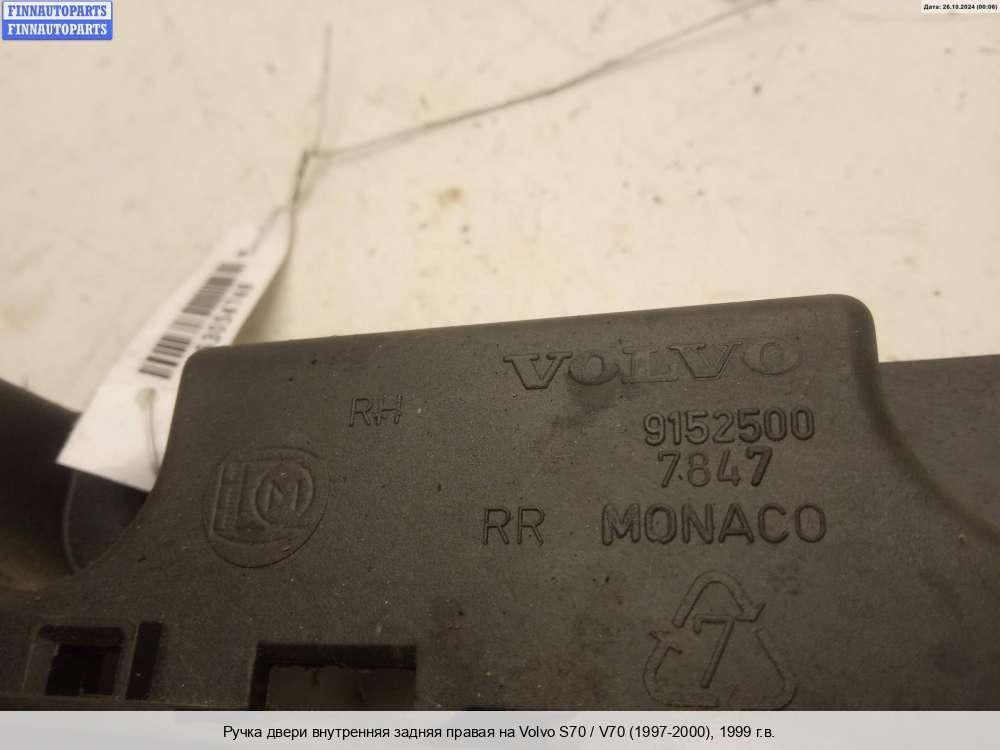 FINNAUTOPARTS
FINNAUTOPARTS
Дата: 26.10.2024 (00:06)
VOLVO
RH
9152500
7847
RR MONACO
M
7
Ручка двери внутренняя задняя правая на Volvo S70 / V70 (1997-2000), 1999 г.в.